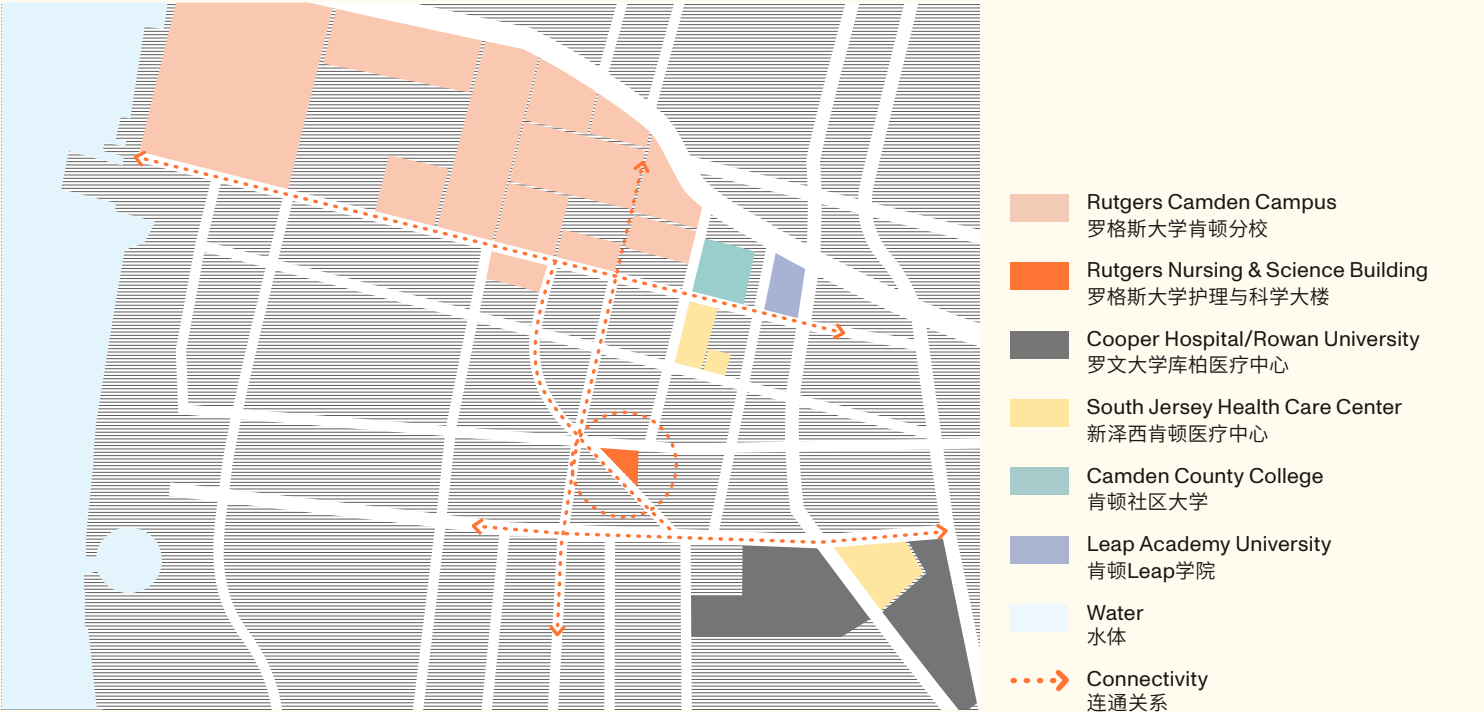 Rutgers Camden Campus
罗格斯大学肯顿分校
Rutgers Nursing & Science Building
罗格斯大学护理与科学大楼
Cooper Hospital/Rowan University
罗文大学库柏医疗中心
South Jersey Health Care Center
新泽西肯顿医疗中心
Camden County College
肯顿社区大学
Leap Academy University
肯顿Leap学院
Water
水体
Connectivity
连通关系